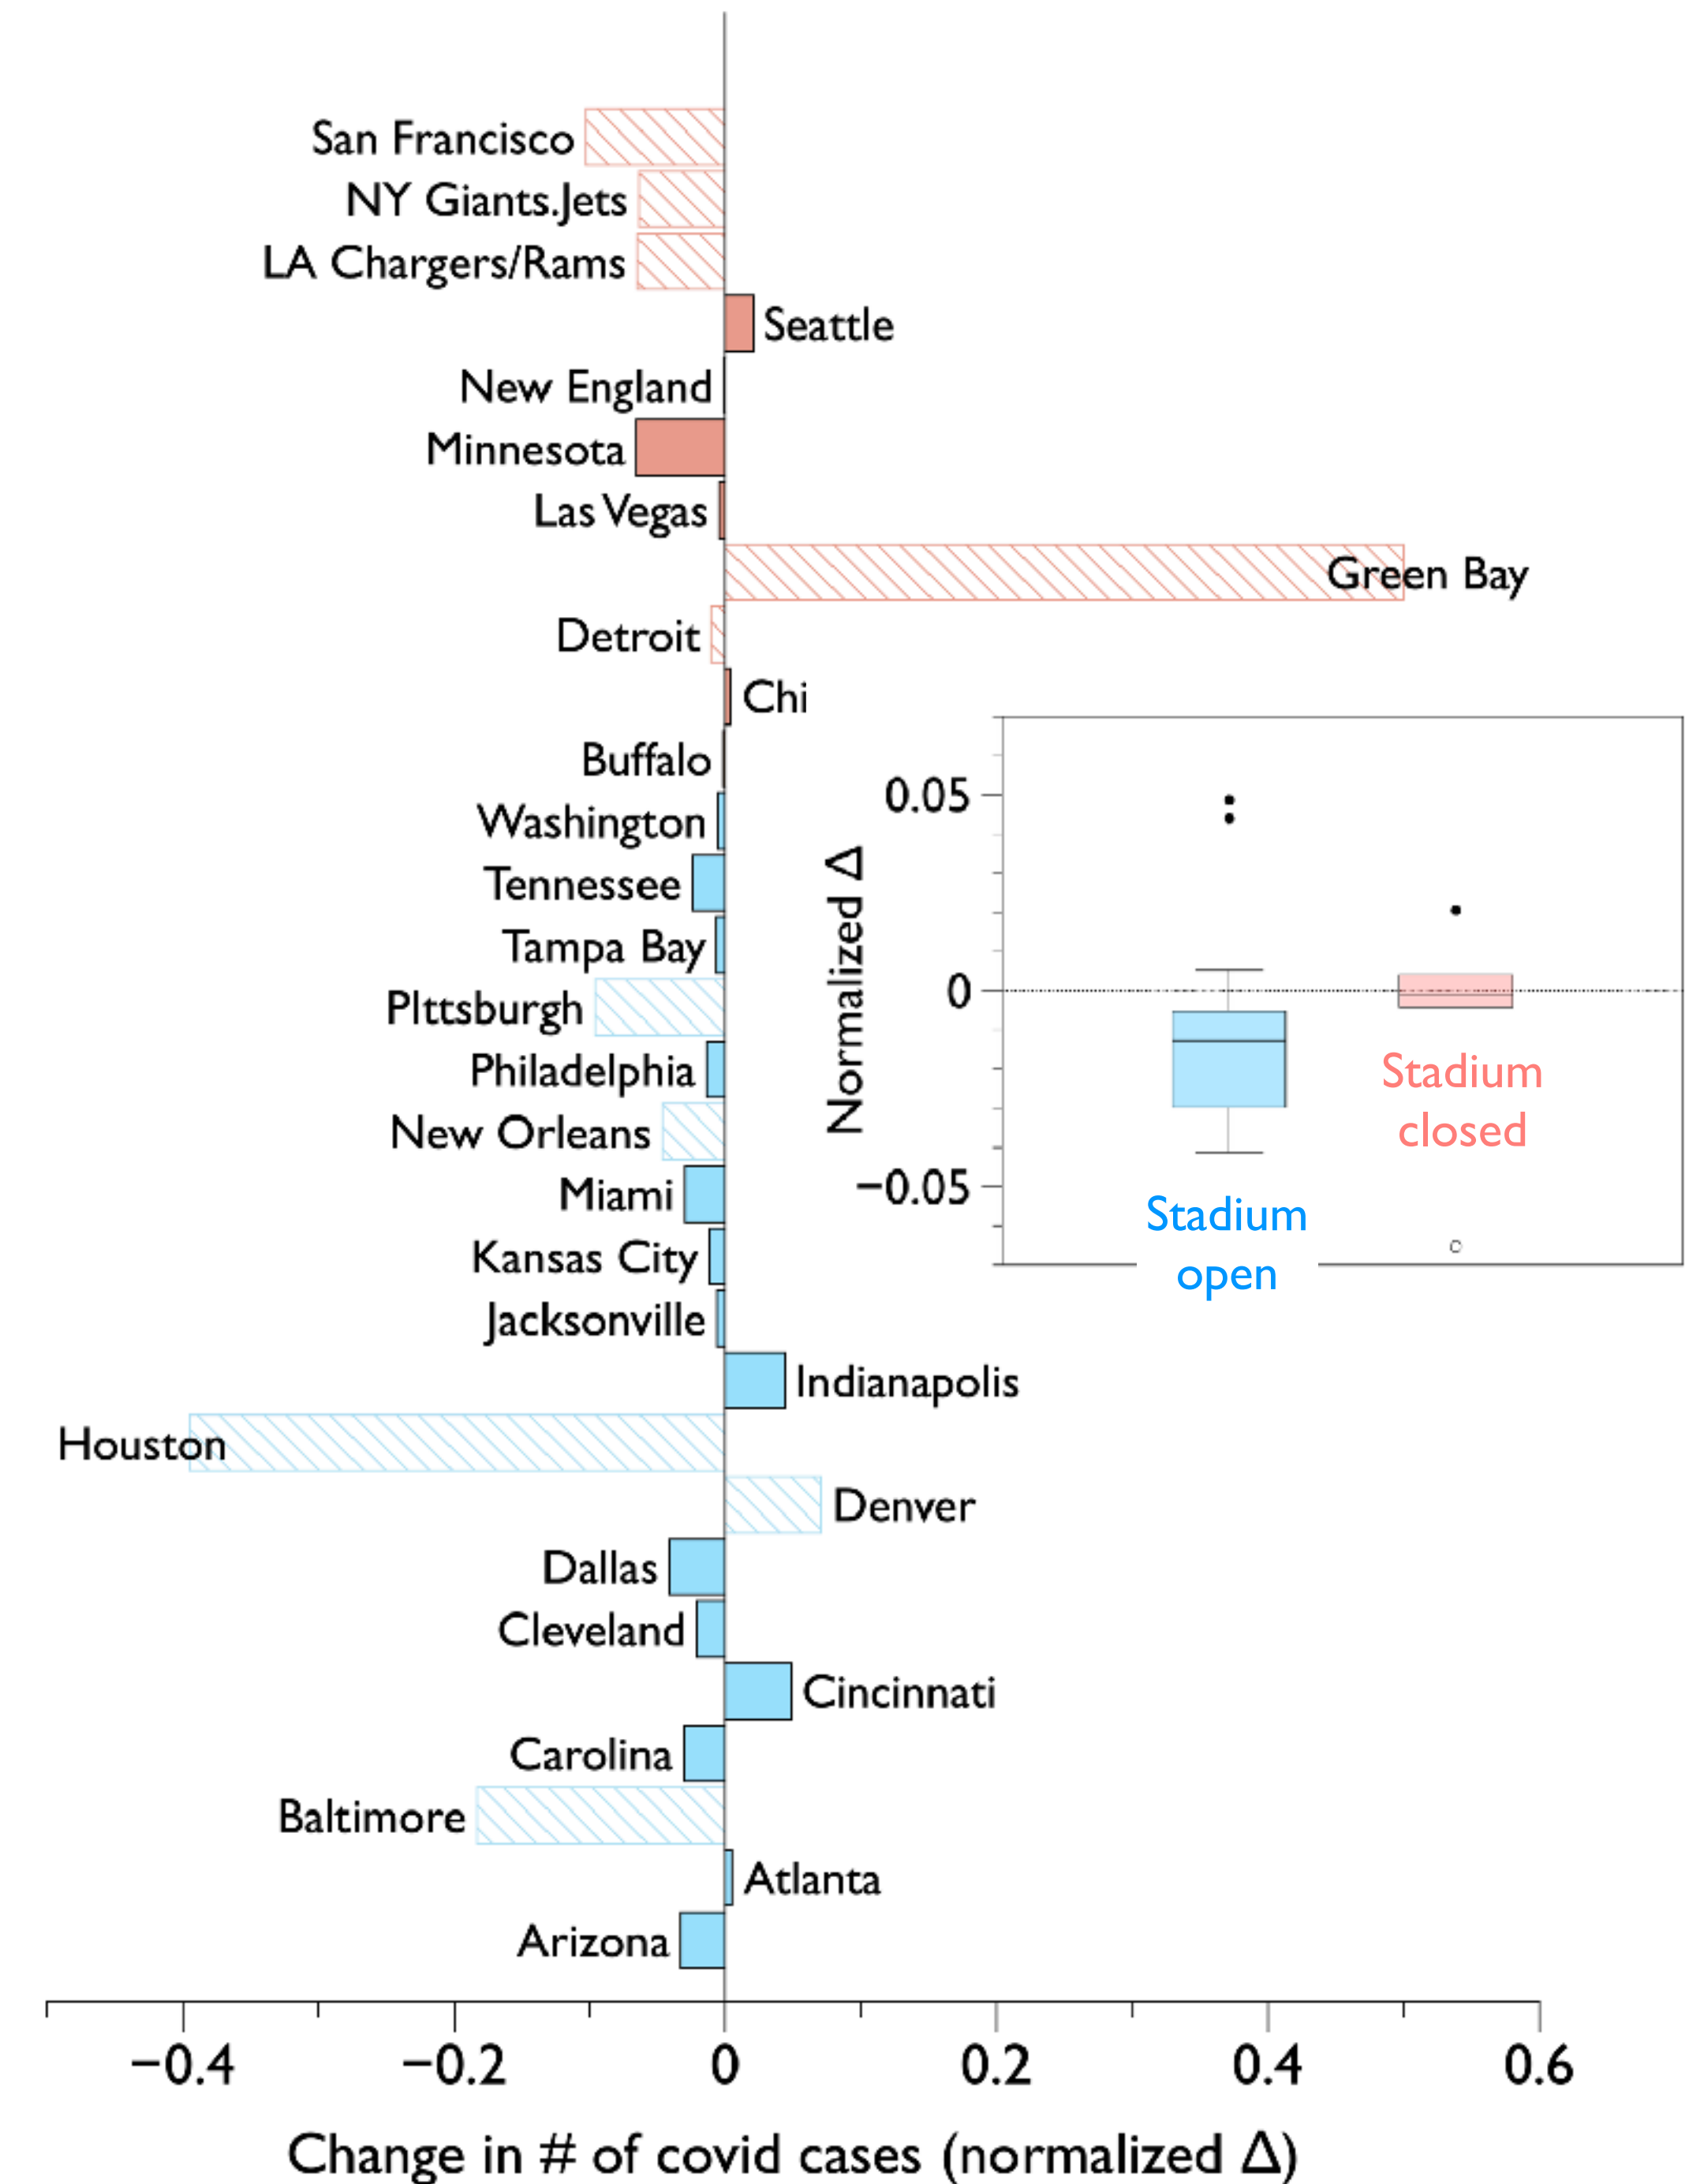 San Francisco
NY Giants.Jets
LA Chargers/Rams
Seattle
New England
Minnesota
Las Vegas
Green Bay
Detroit
Chi
Buffalo
Washington
Tennessee
Tampa Bay
PIttsburgh
Philadelphia
New Orleans
Miami
Kansas City
Jacksonville
Indianapolis
Houston
Denver
Dallas
Cleveland
Cincinnati
Carolina
Baltimore
Atlanta
Arizona
−0.4 −0.2 0 0.2 0.4 0.6
Change in # of covid cases (normalized Δ)
Normalized Δ
0.05
0
−0.05
Stadium
open
Stadium
closed